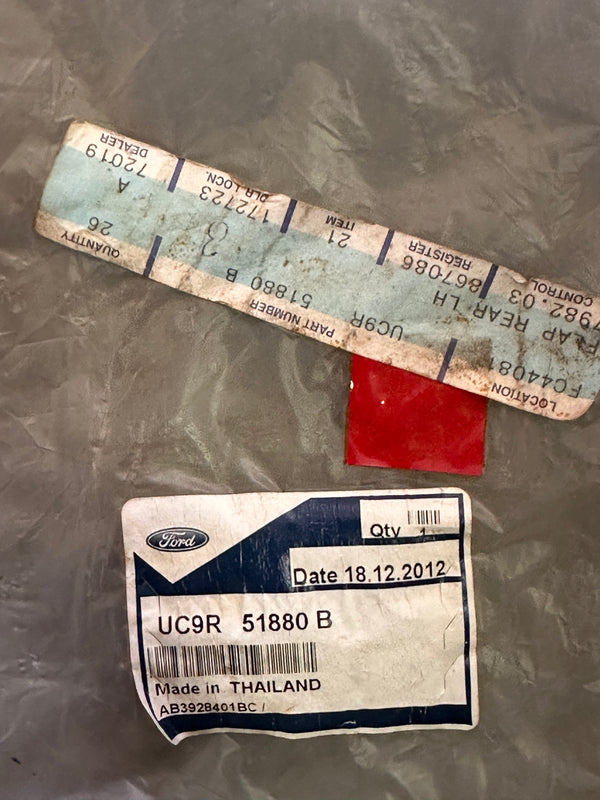 DEALER DLR LOCN. ITEM REGISTER CONTROL
72019 172723 21 867086 7982.03
A 3 FLAP REAR LH
26 UC9R 51880 B FC44081
QUANTITY PART NUMBER LOCATION
Ford
Qty 1
Date 18.12.2012
UC9R 51880 B
Made in THAILAND
AB3928401BC /